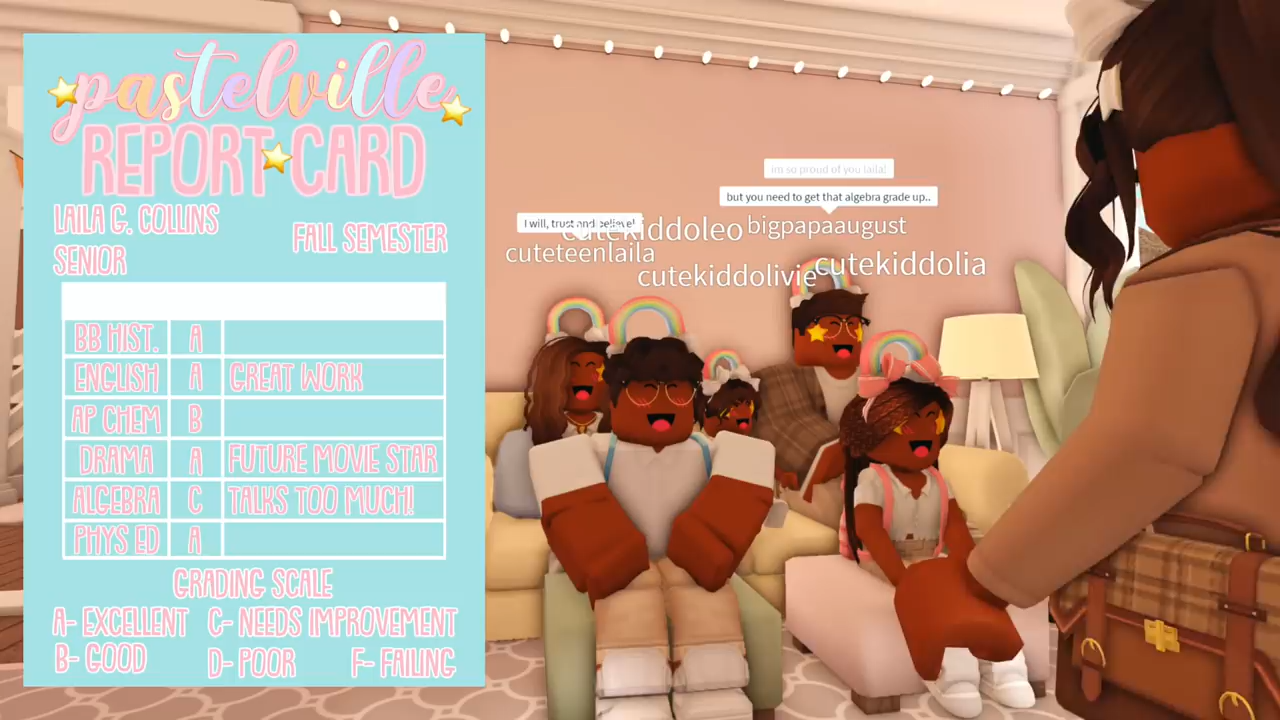 pastelville
REPORT CARD
LAILA G. COLLINS
SENIOR
FALL SEMESTER
BB HIST. A
ENGLISH A GREAT WORK
AP CHEM B
DRAMA A FUTURE MOVIE STAR
ALGEBRA C TALKS TOO MUCH!
PHYS ED A
GRADING SCALE
A- EXCELLENT C- NEEDS IMPROVEMENT
B- GOOD D- POOR F- FAILING
im so proud of you laila!
but you need to get that algebra grade up..
I will, trust and believe!
cutekiddoleo
bigpapaaugust
cuteteenlaila
cutekiddolivie
cutekiddolia